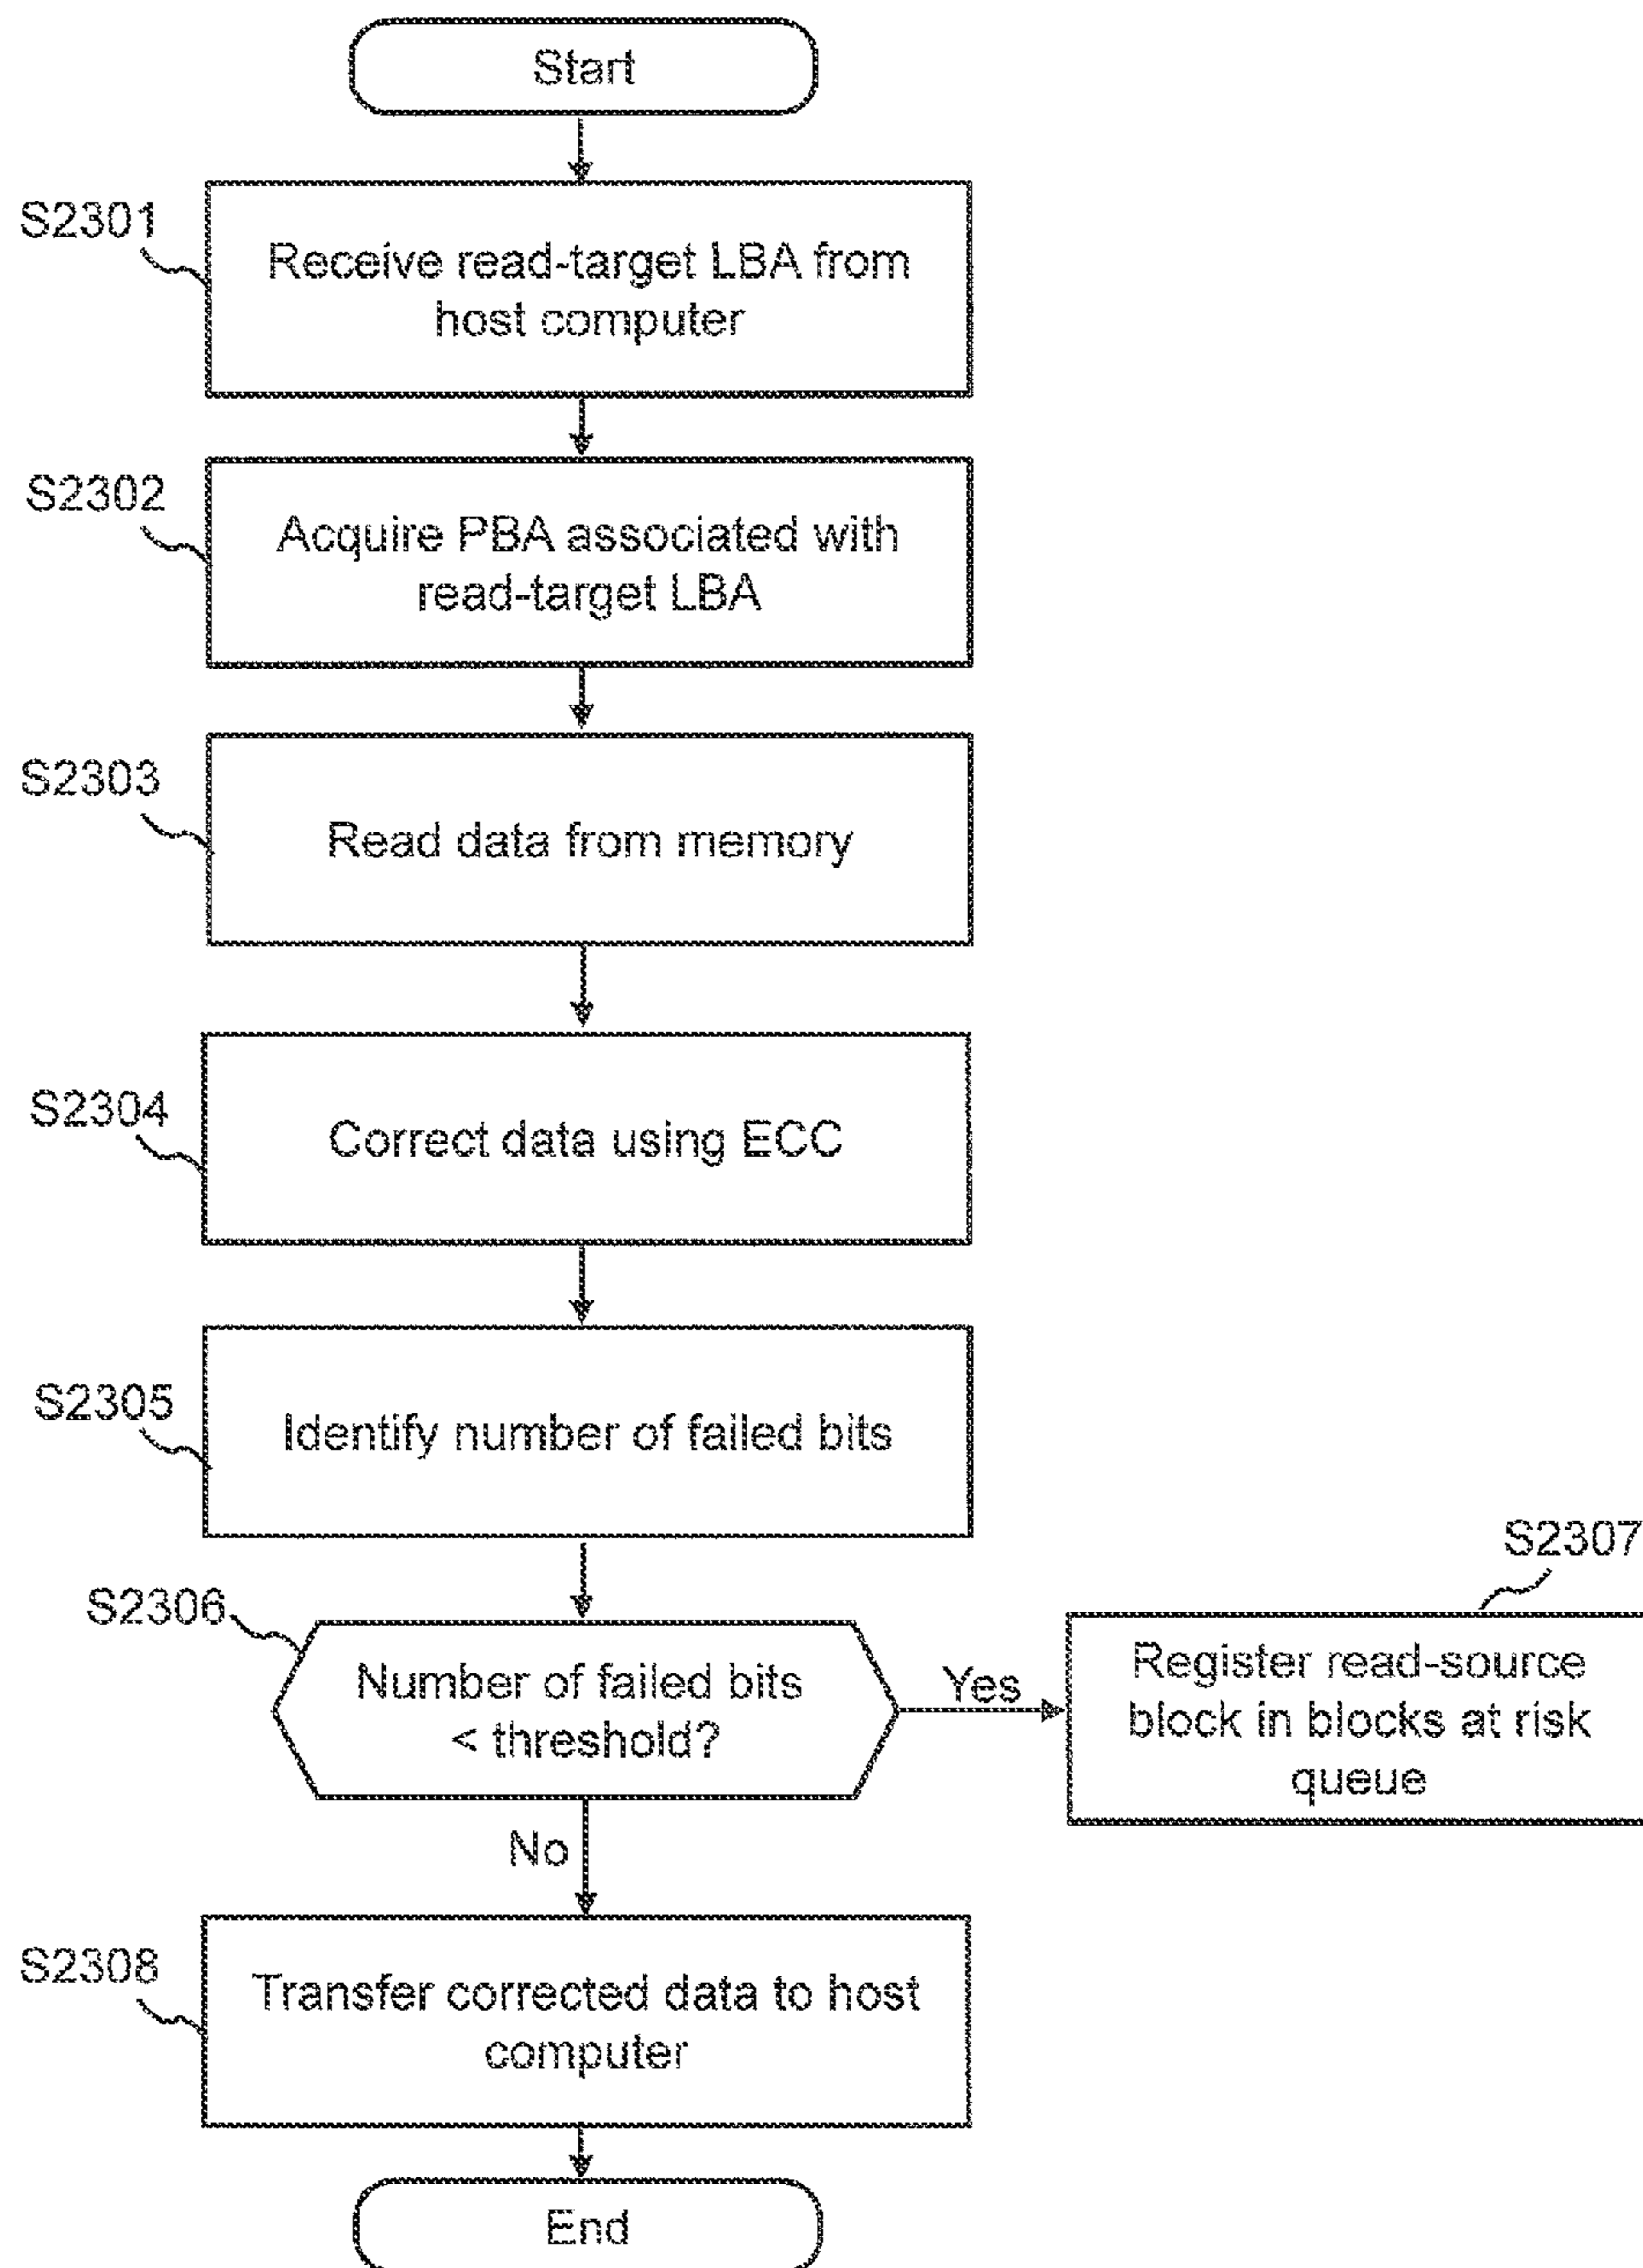 Start
S2301
Receive read-target LBA from
host computer
S2302
Acquire PBA associated with
read-target LBA
S2303
Read data from memory
S2304
Correct data using ECC
S2305
Identify number of failed bits
S2306
Number of failed bits
< threshold?
Yes
S2307
Register read-source
block in blocks at risk
queue
No
S2308
Transfer corrected data to host
computer
End